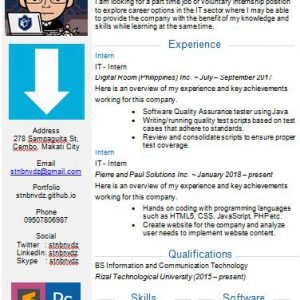 I am looking for a part time job or voluntary internship position
to explore career options in the IT sector where I may be able
to provide the company with the benefit of my knowledge and
skills while learning at the same time.
Experience
Intern
IT - Intern
Digital Room (Philippines) Inc. ~ July – September 2017
Here is an overview of my experience and key achievements
working for this company.
• Software Quality Assurance tester using Java
• Writing/running quality test scripts based on test
cases that adhere to standards.
• Review and consolidate scripts to ensure proper
test coverage.
Intern
IT - Intern
Pierre and Paul Solutions Inc. ~ January 2018 – present
Here is an overview of my experience and key achievements
working for this company.
• Hands on coding with programming languages
such as HTML5, CSS, JavaScript, PHP,etc.
• Create website for the company and analyze
user needs to implement website content.
Qualifications
BS Information and Communication Technology
Rizal Technological University (2015 – present)
Skills
Software
Address
278 Sampaguita St,
Cembo, Makati City
Email
stnbnvdz@gmail.com
Portfolio
stnbnvdz.github.io
Phone
09507806987
Social
Twitter : stnbnvdz
LinkedIn: stnbnvdz
Skype : stnbnvdz
Ps